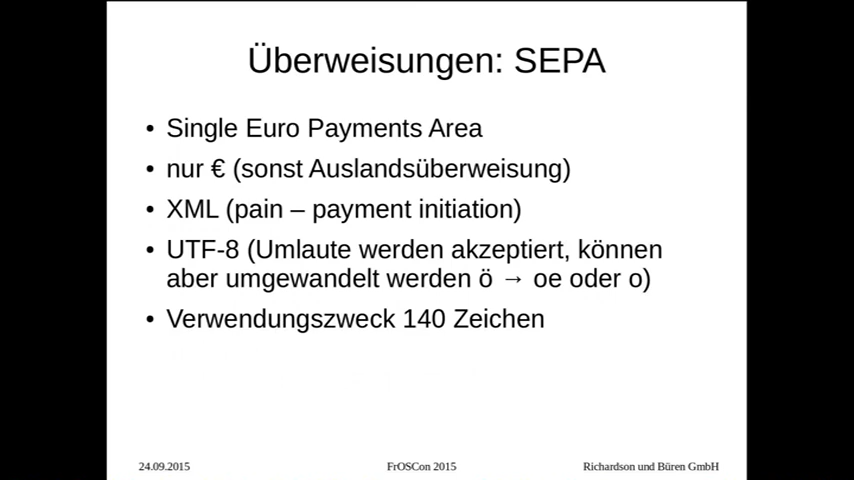 Überweisungen: SEPA
• Single Euro Payments Area
• nur € (sonst Auslandsüberweisung)
• XML (pain – payment initiation)
• UTF-8 (Umlaute werden akzeptiert, können
aber umgewandelt werden ö → oe oder o)
• Verwendungszweck 140 Zeichen
24.09.2015 FrOSCon 2015 Richardson und Büren GmbH